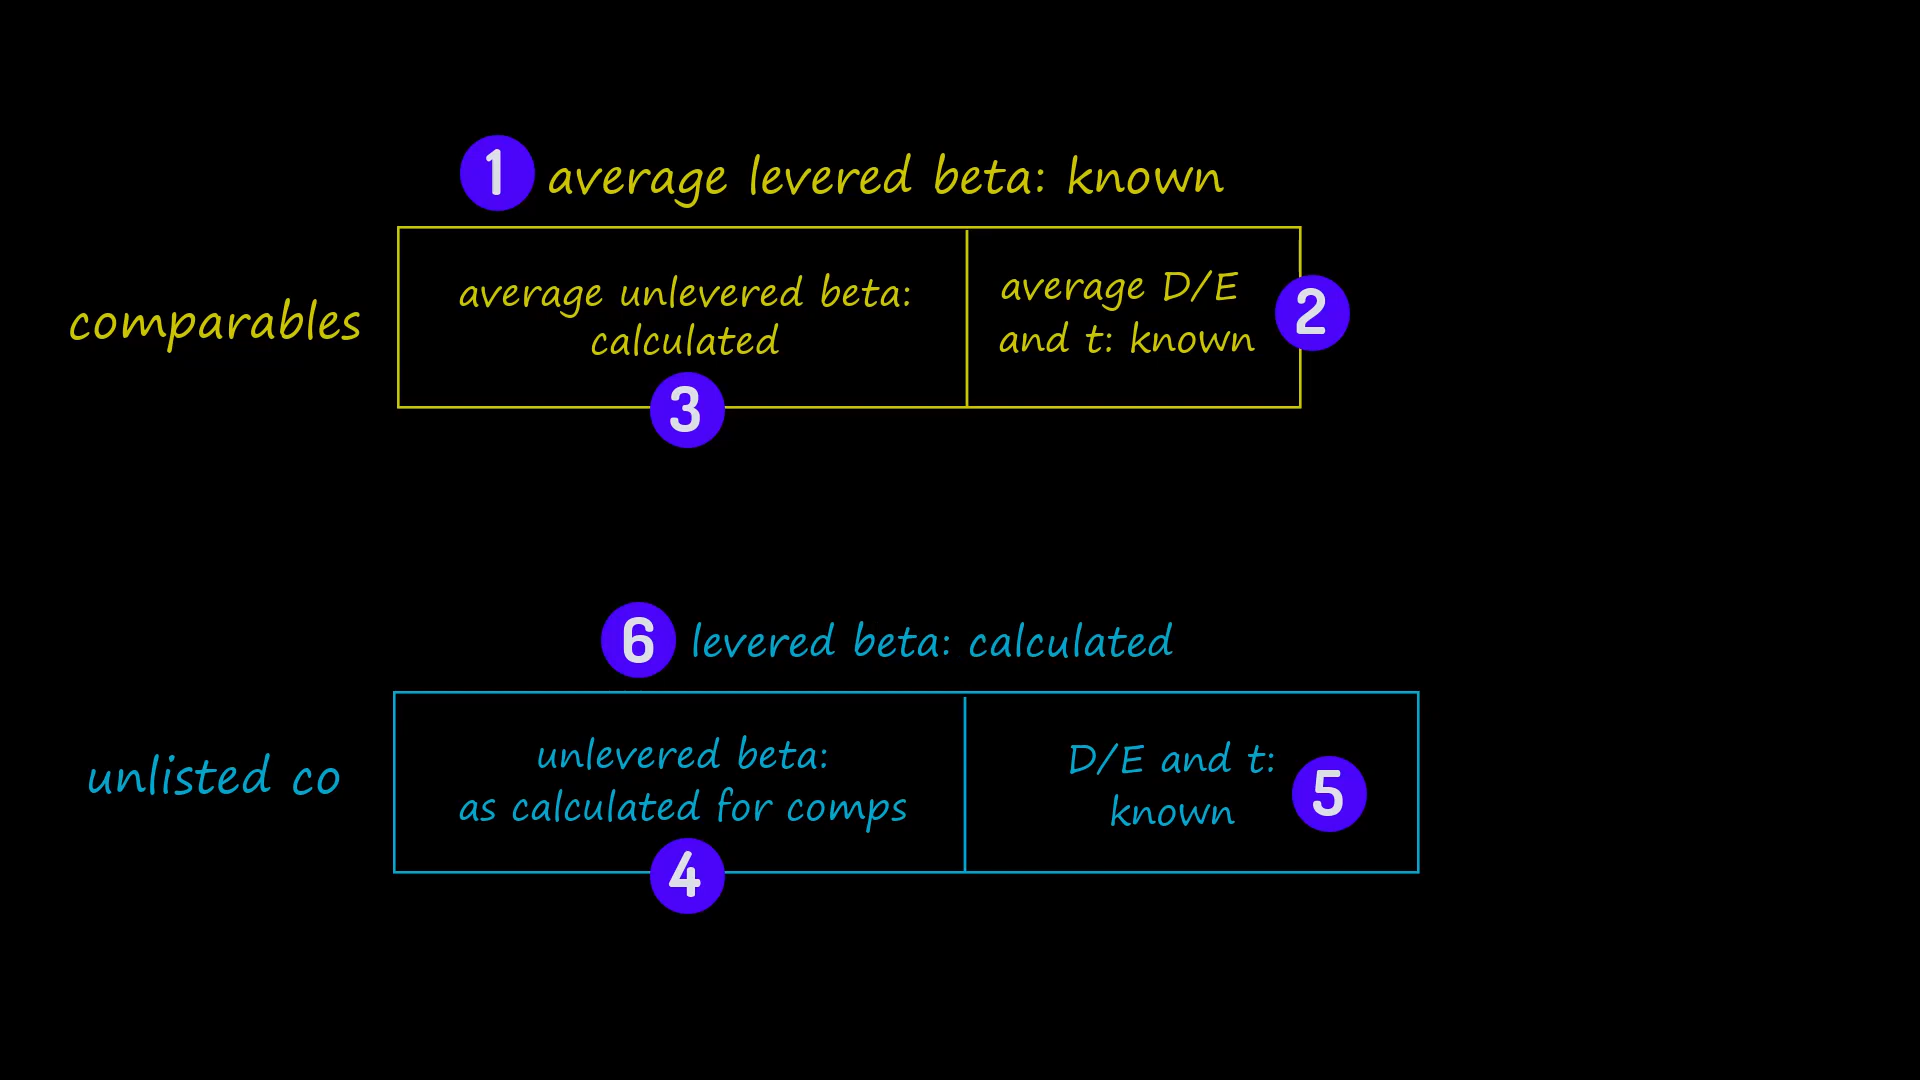 1 average levered beta: known
comparables
average unlevered beta:
calculated
3
average D/E
and t: known
2
6 levered beta: calculated
unlisted co
unlevered beta:
as calculated for comps
4
D/E and t:
known
5